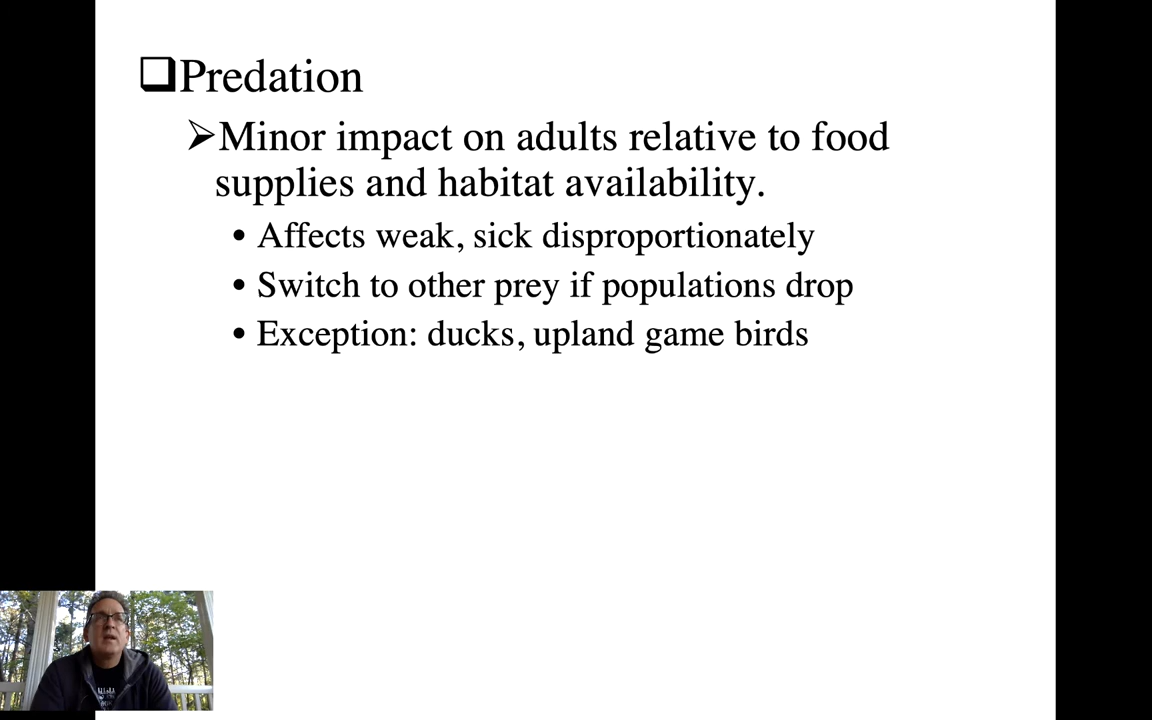 ❑Predation
➢Minor impact on adults relative to food
supplies and habitat availability.
• Affects weak, sick disproportionately
• Switch to other prey if populations drop
• Exception: ducks, upland game birds